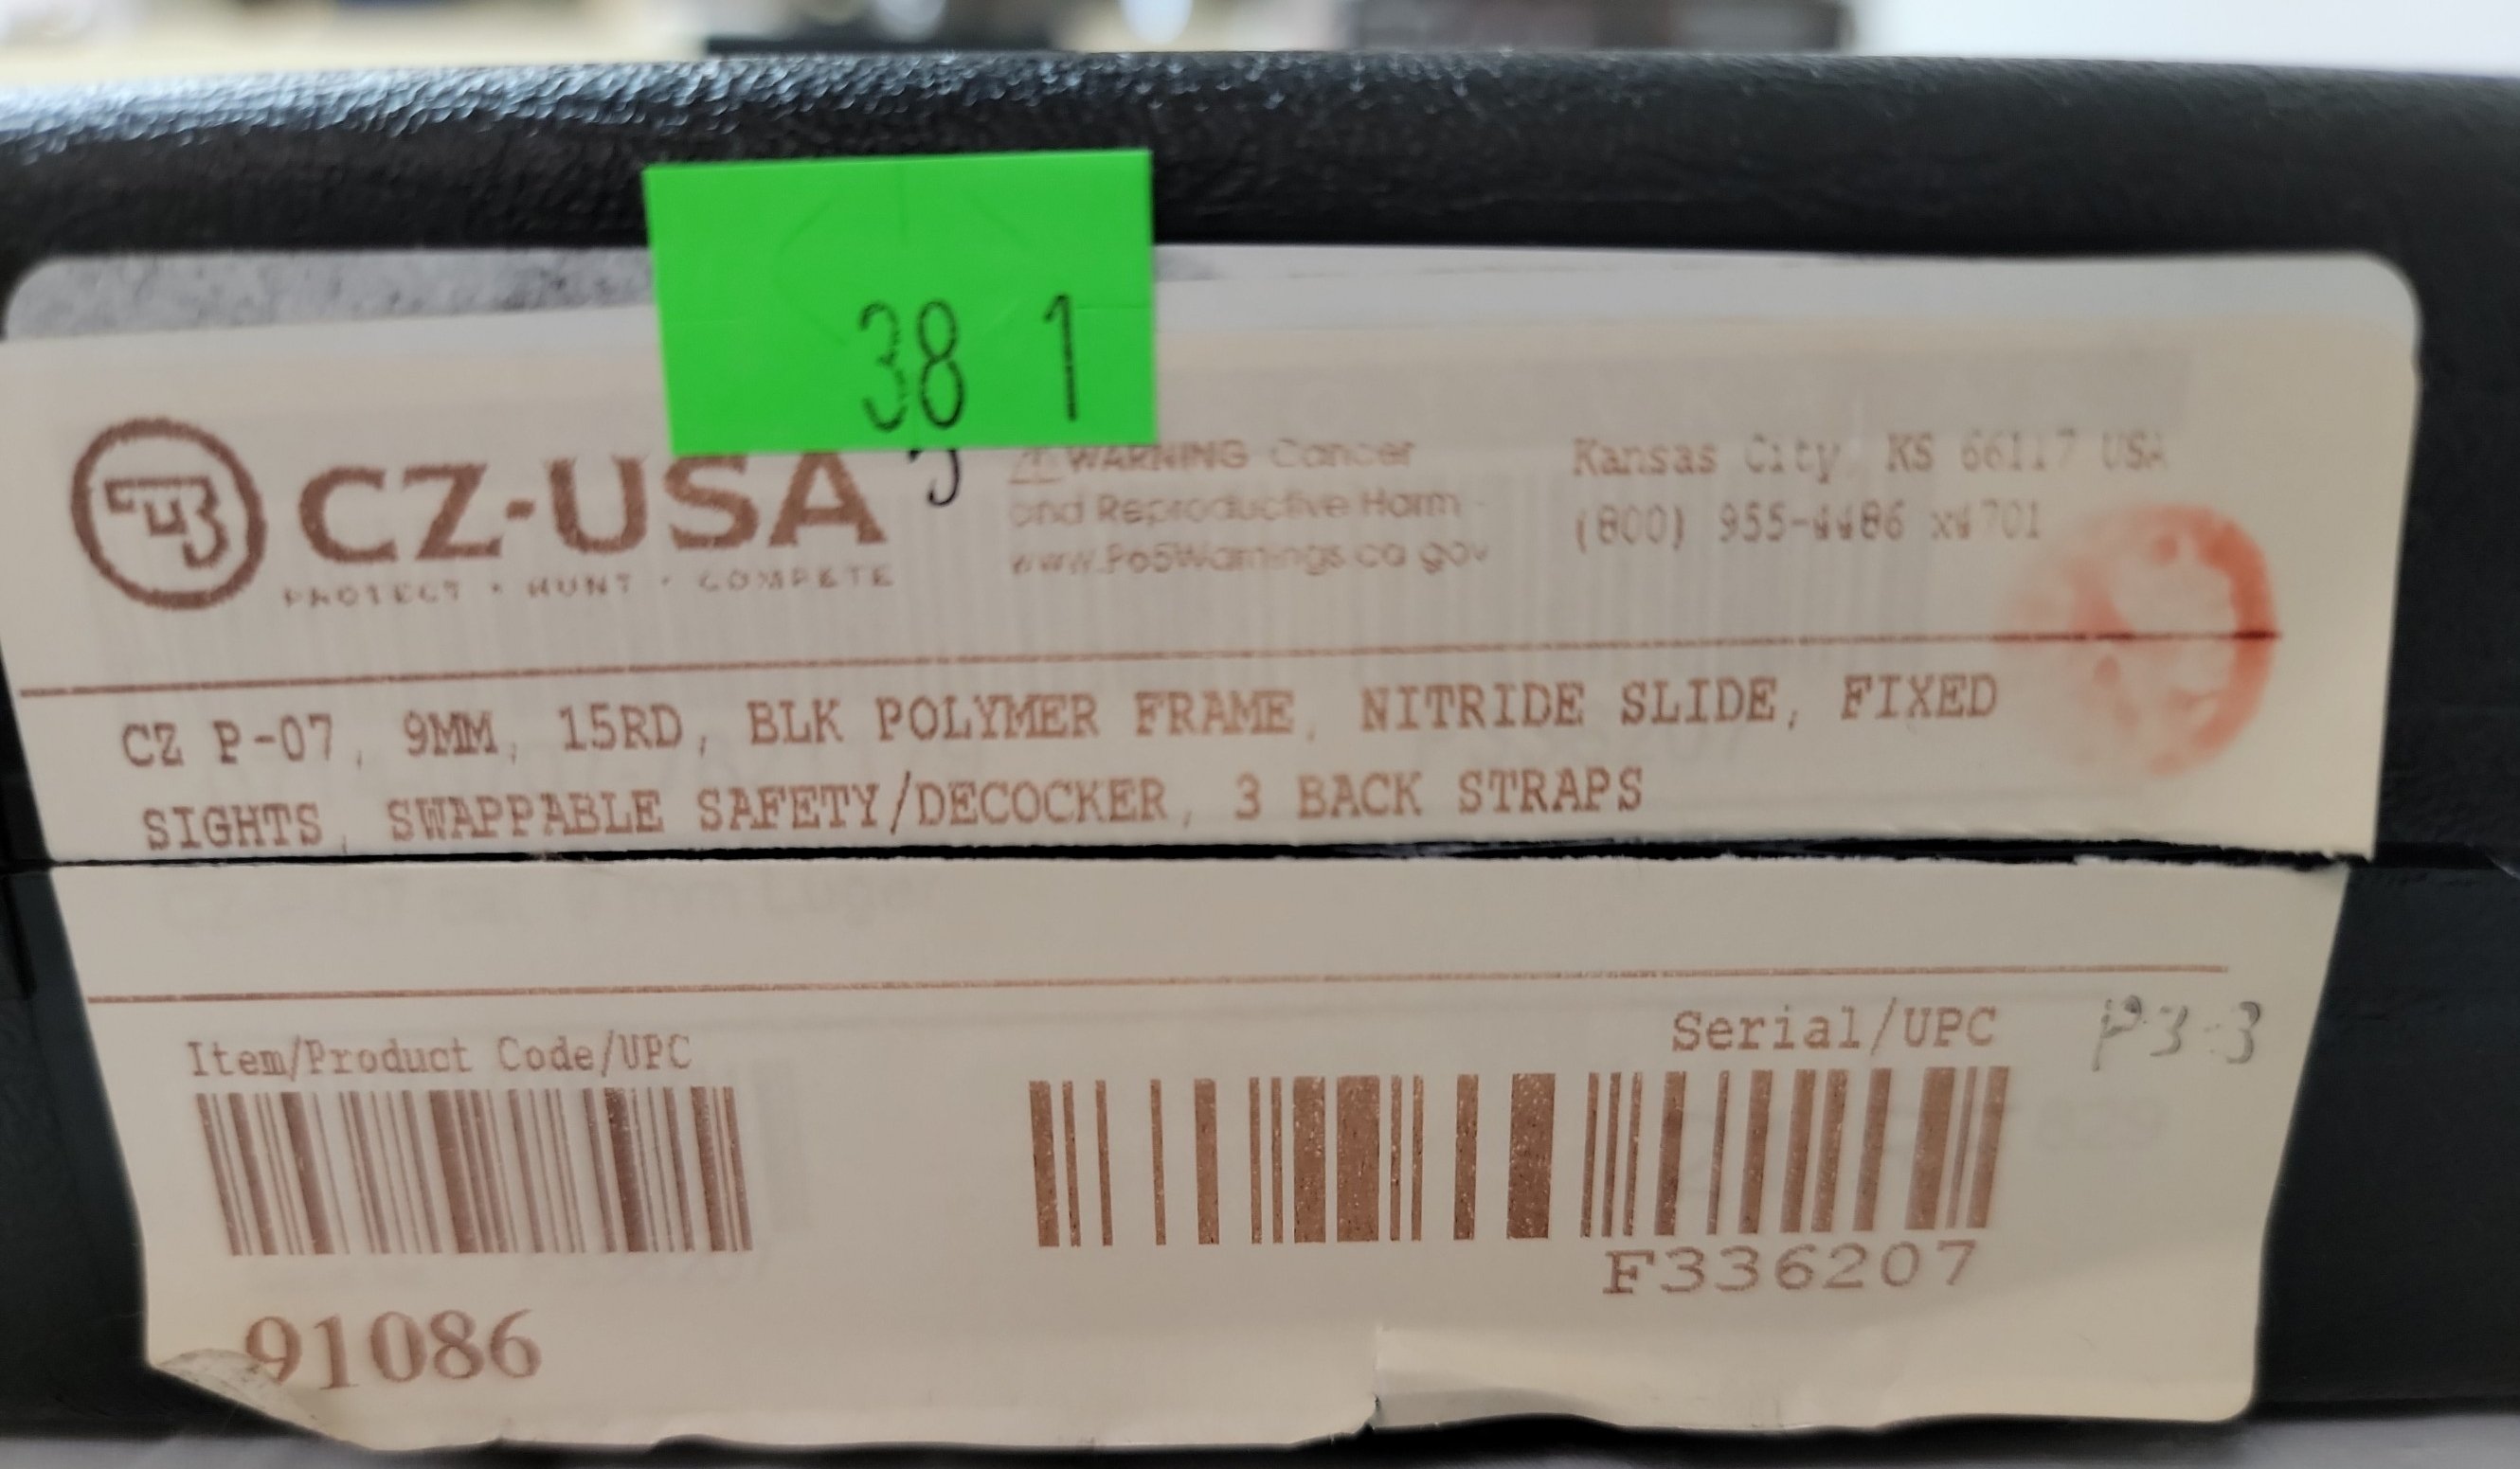 38 1
CZ-USA
PROTECT • HUNT • COMPETE
⚠ WARNING Cancer
and Reproductive Harm -
www.P65Warnings.ca.gov
Kansas City, KS 66117 USA
(800) 955-4486 x4701
CZ P-07, 9MM, 15RD, BLK POLYMER FRAME, NITRIDE SLIDE, FIXED
SIGHTS, SWAPPABLE SAFETY/DECOCKER, 3 BACK STRAPS
Item/Product Code/UPC
91086
Serial/UPC
F336207
P3-3